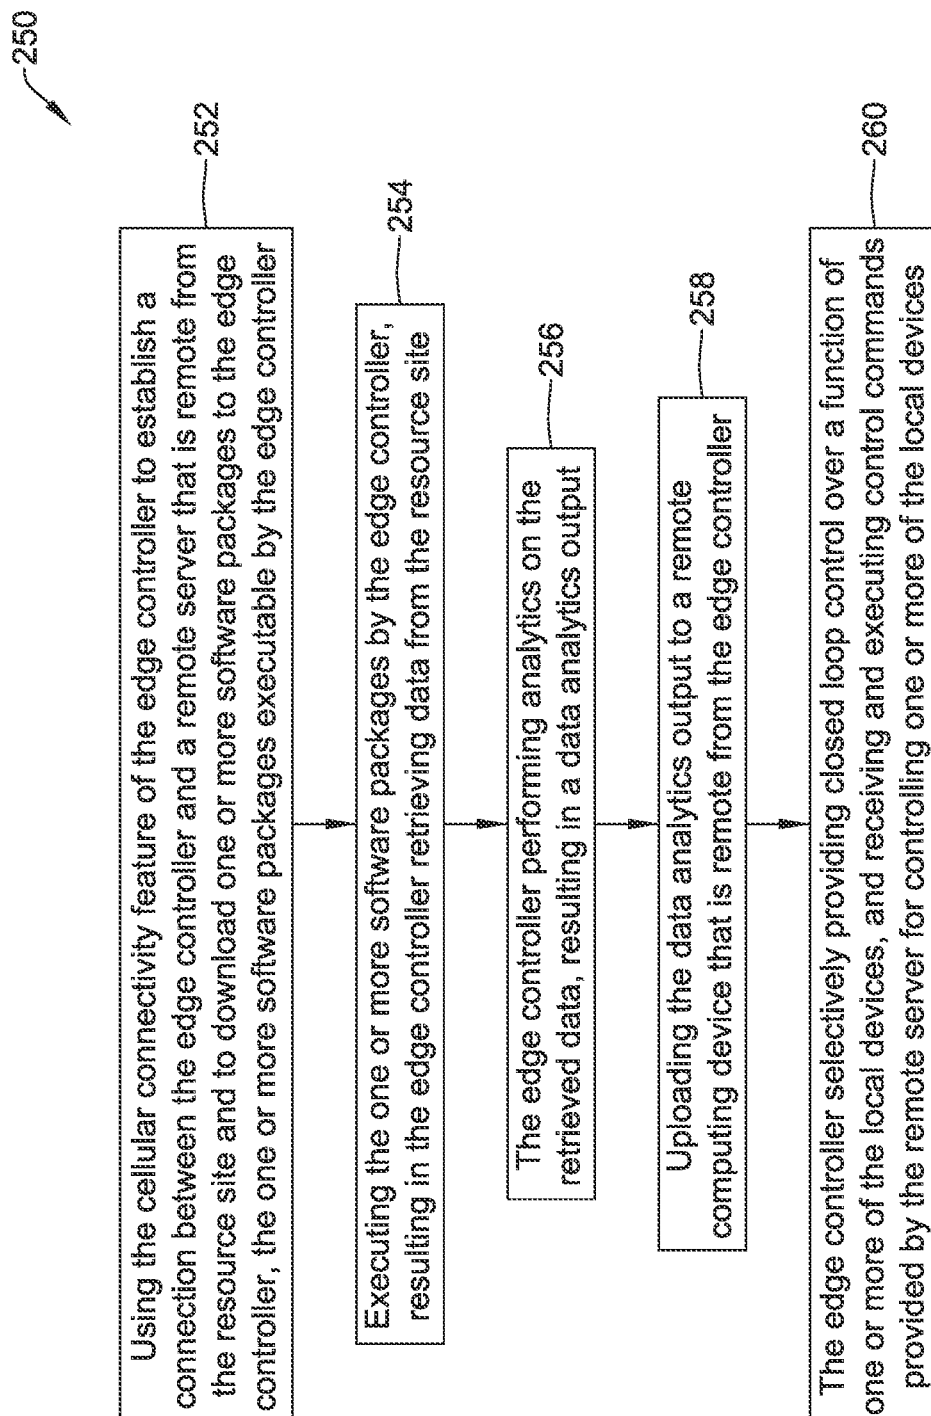 250
252
Using the cellular connectivity feature of the edge controller to establish a
connection between the edge controller and a remote server that is remote from
the resource site and to download one or more software packages to the edge
controller, the one or more software packages executable by the edge controller
254
Executing the one or more software packages by the edge controller,
resulting in the edge controller retrieving data from the resource site
256
The edge controller performing analytics on the
retrieved data, resulting in a data analytics output
258
Uploading the data analytics output to a remote
computing device that is remote from the edge controller
260
The edge controller selectively providing closed loop control over a function of
one or more of the local devices, and receiving and executing control commands
provided by the remote server for controlling one or more of the local devices